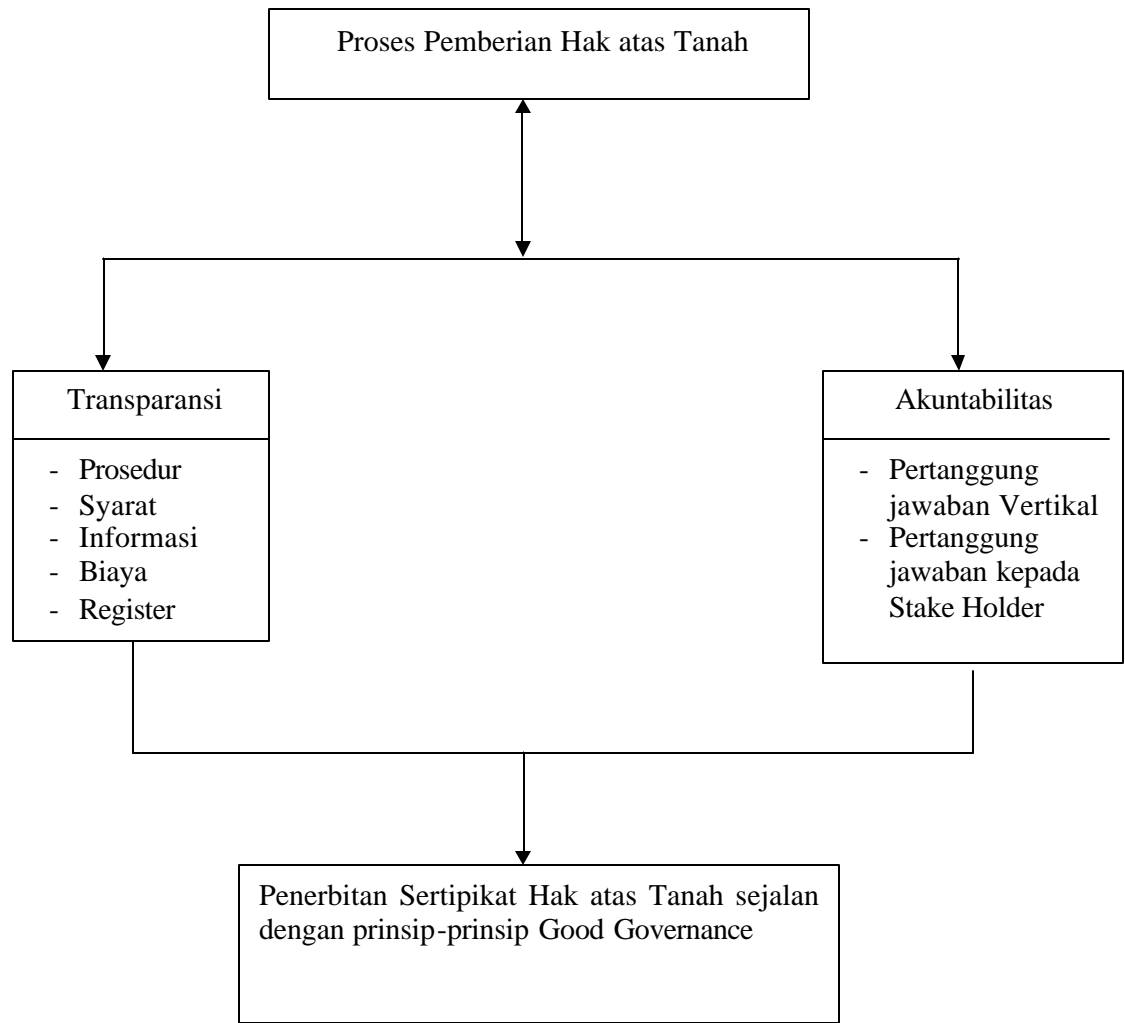 Proses Pemberian Hak atas Tanah
Transparansi
- Prosedur
- Syarat
- Informasi
- Biaya
- Register
Akuntabilitas
- Pertanggung
jawaban Vertikal
- Pertanggung
jawaban kepada
Stake Holder
Penerbitan Sertipikat Hak atas Tanah sejalan
dengan prinsip-prinsip Good Governance